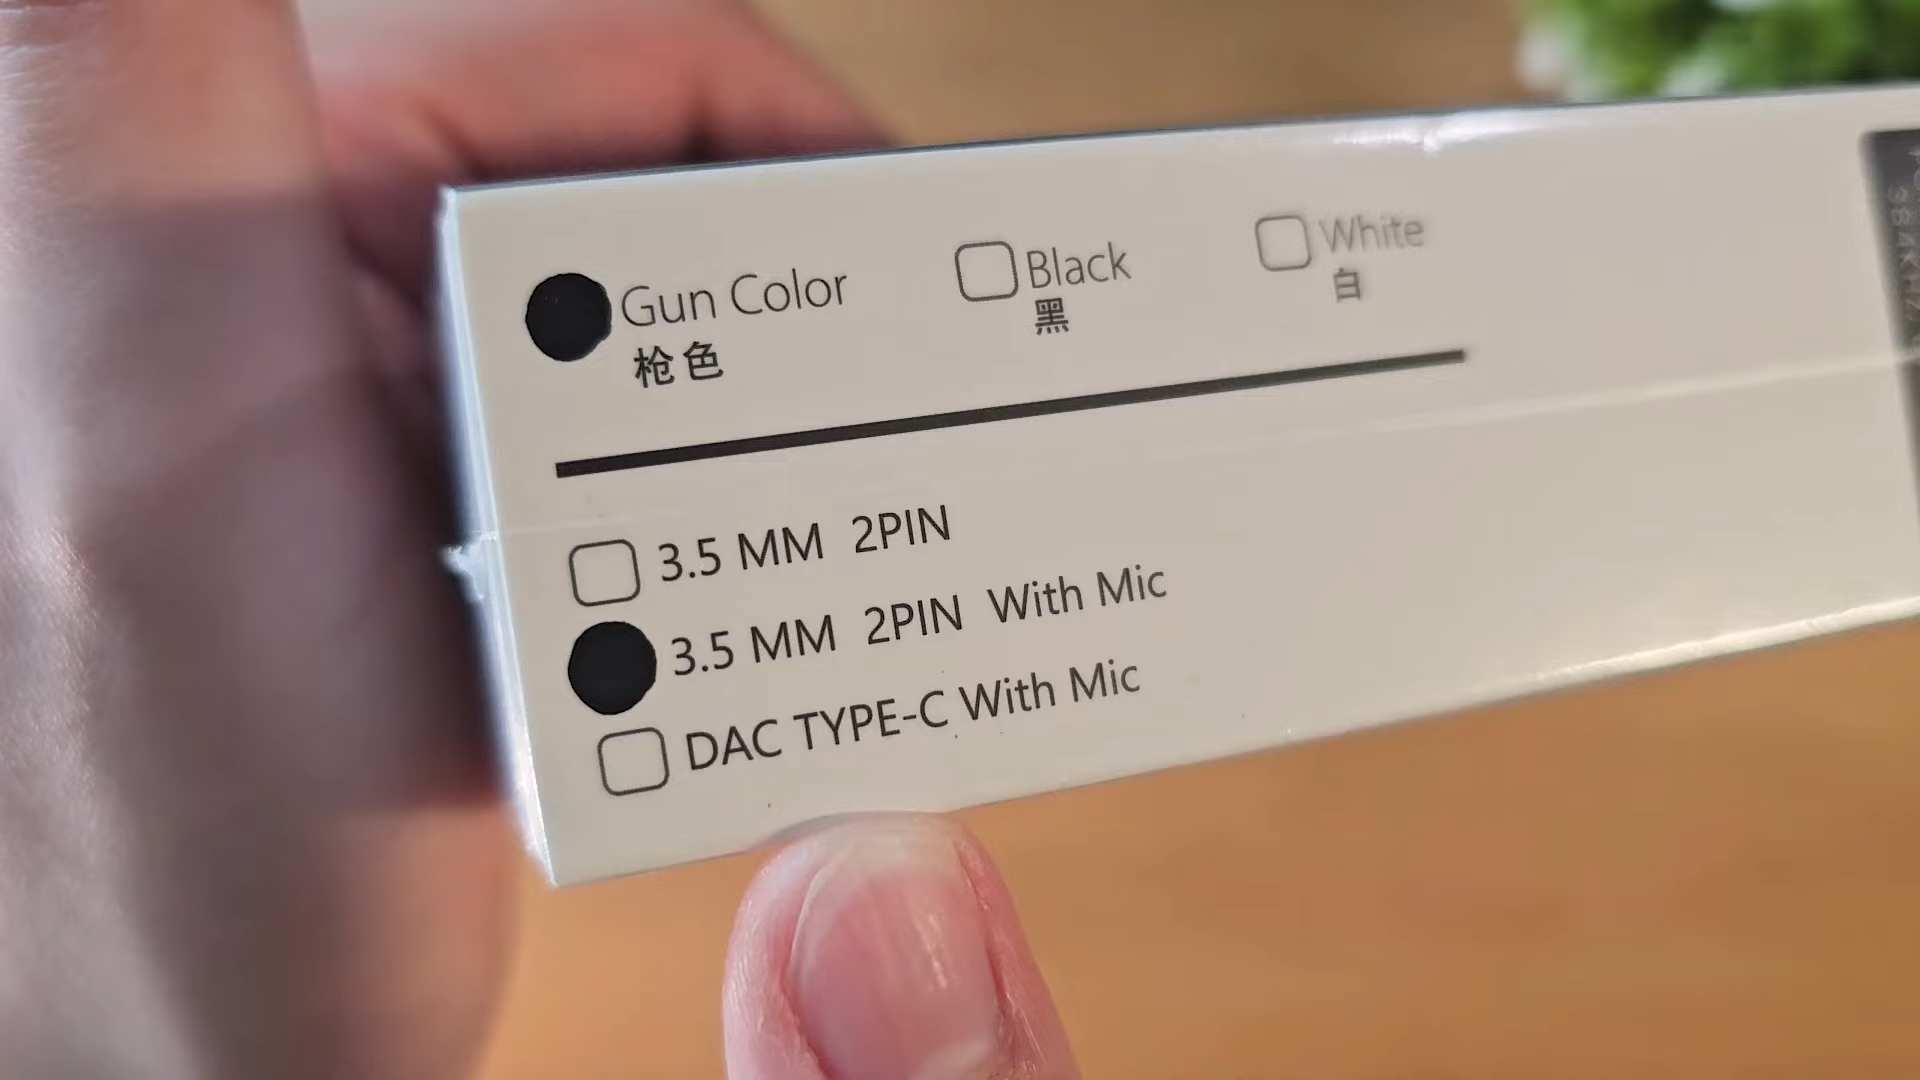 Gun Color Black White
枪色 黑 白
3.5 MM 2PIN
3.5 MM 2PIN With Mic
DAC TYPE-C With Mic